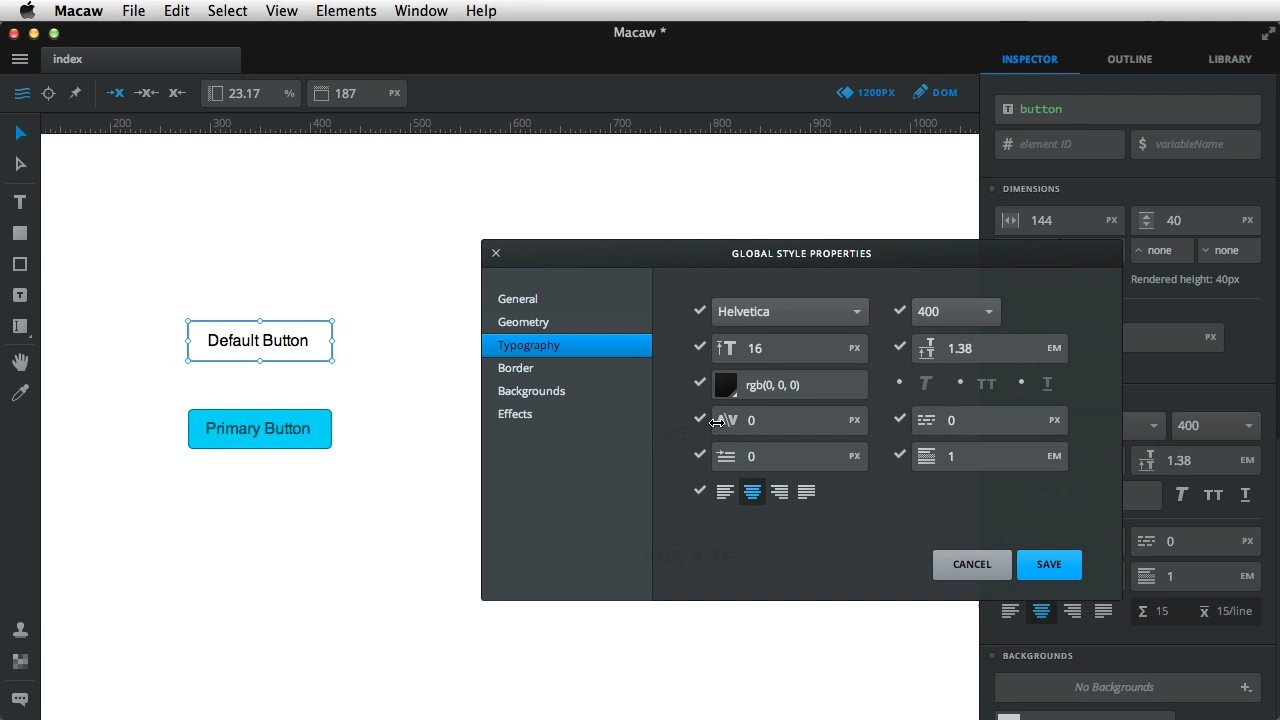 Macaw File Edit Select View Elements Window Help
Macaw *
index
INSPECTOR OUTLINE LIBRARY
23.17 % 187 PX
1200PX DOM
200 300 400 500 600 700 800 900 1000
button
# element ID $ variableName
DIMENSIONS
144 PX 40 PX
none none
Rendered height: 40px
PX
GLOBAL STYLE PROPERTIES
General
Geometry
Typography
Border
Backgrounds
Effects
Helvetica 400
16 PX 1.38 EM
rgb(0, 0, 0) T TT T
A\V 0 PX 0 PX
0 PX 1 EM
CANCEL SAVE
Default Button
Primary Button
400
1.38 EM
T TT T
0 PX
1 EM
Σ 15 x 15/line
BACKGROUNDS
No Backgrounds